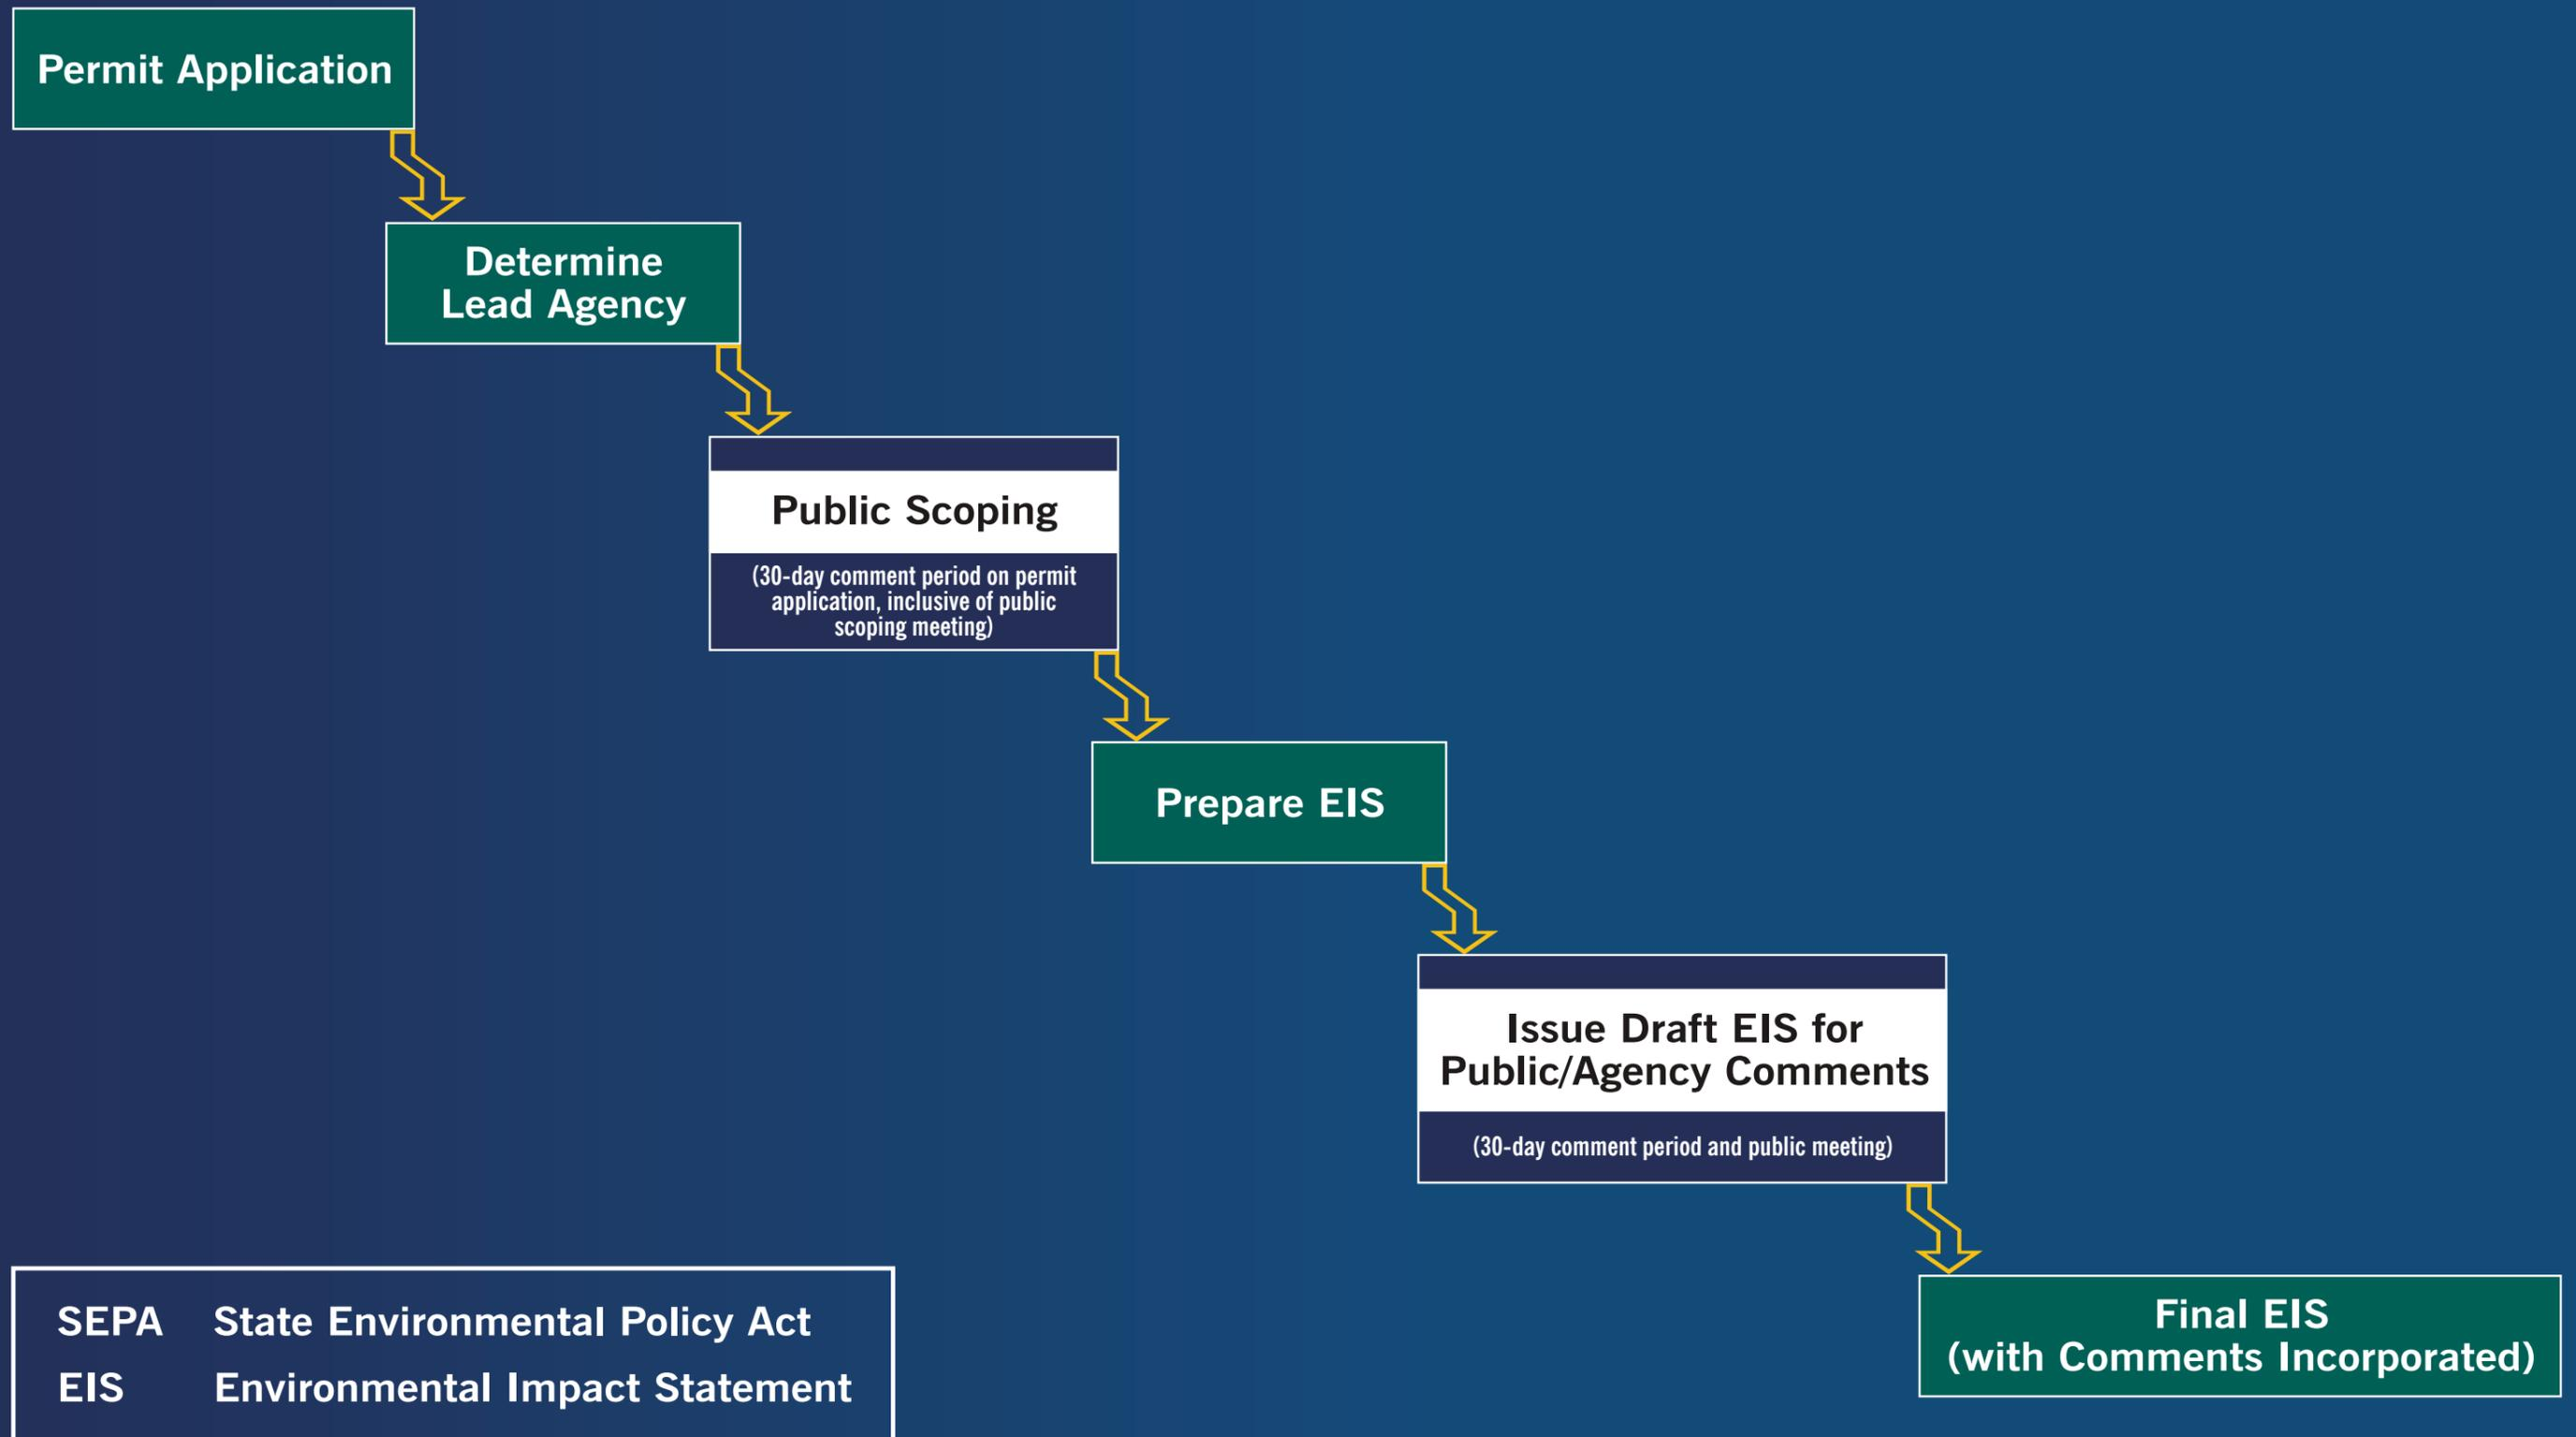 Permit Application
Determine
Lead Agency
Public Scoping
(30-day comment period on permit
application, inclusive of public
scoping meeting)
Prepare EIS
Issue Draft EIS for
Public/Agency Comments
(30-day comment period and public meeting)
Final EIS
(with Comments Incorporated)
SEPA State Environmental Policy Act
EIS Environmental Impact Statement